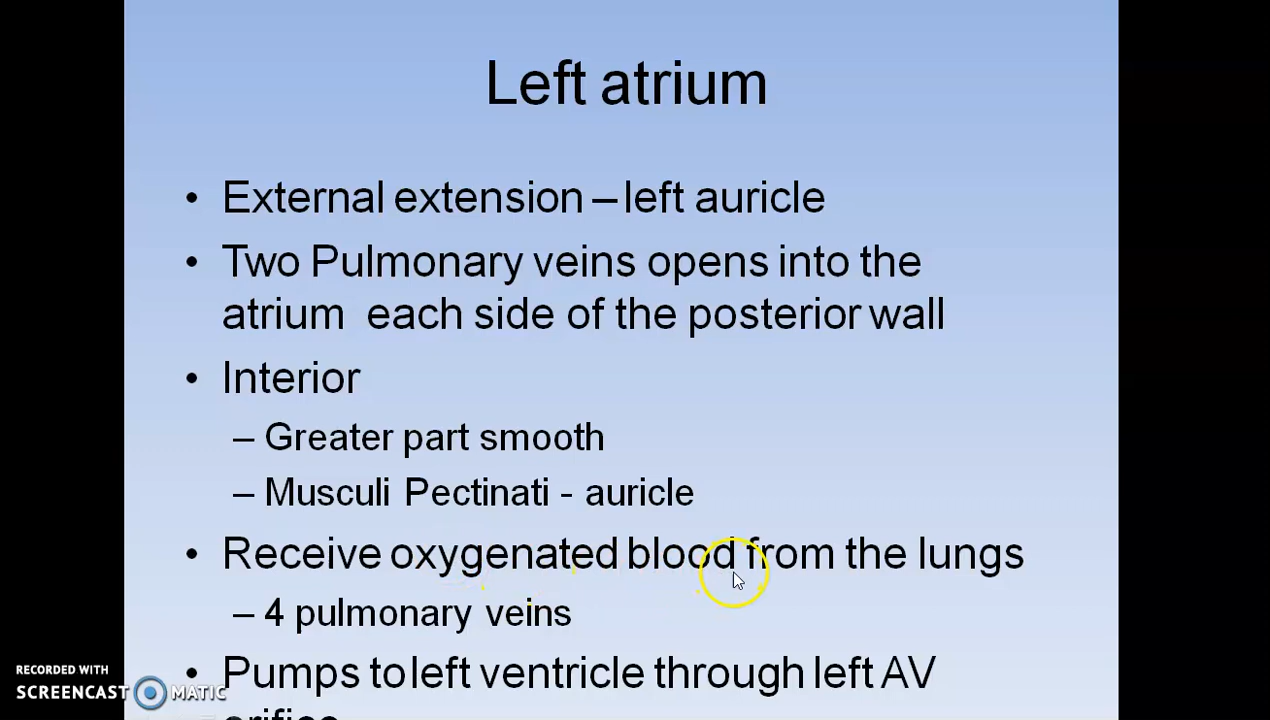 Left atrium
• External extension – left auricle
• Two Pulmonary veins opens into the
atrium each side of the posterior wall
• Interior
– Greater part smooth
– Musculi Pectinati - auricle
• Receive oxygenated blood from the lungs
– 4 pulmonary veins
• Pumps to left ventricle through left AV
orifice
RECORDED WITH
SCREENCAST MATIC